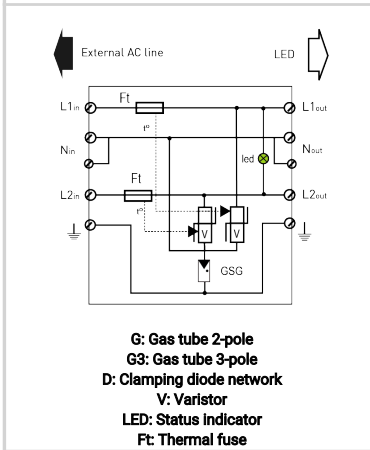 External AC line
LED
Ft
L1in
L1out
t°
Nin
Nout
led
Ft
L2in
L2out
t°
V
V
GSG
G: Gas tube 2-pole
G3: Gas tube 3-pole
D: Clamping diode network
V: Varistor
LED: Status indicator
Ft: Thermal fuse